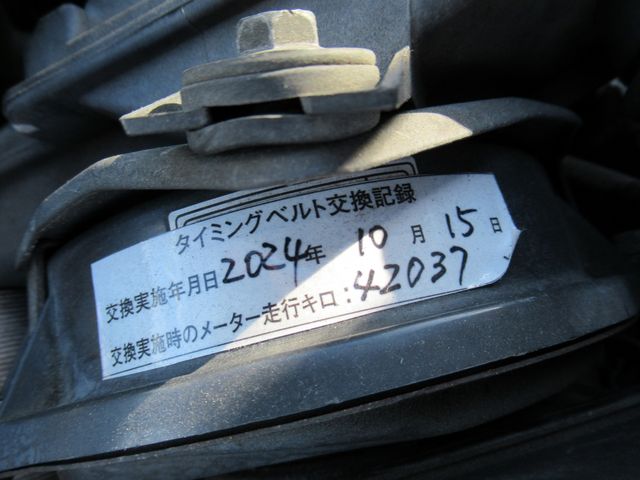 タイミングベルト交換記録
交換実施年月日2024年 10月 15日
交換実施時のメーター走行キロ：42037